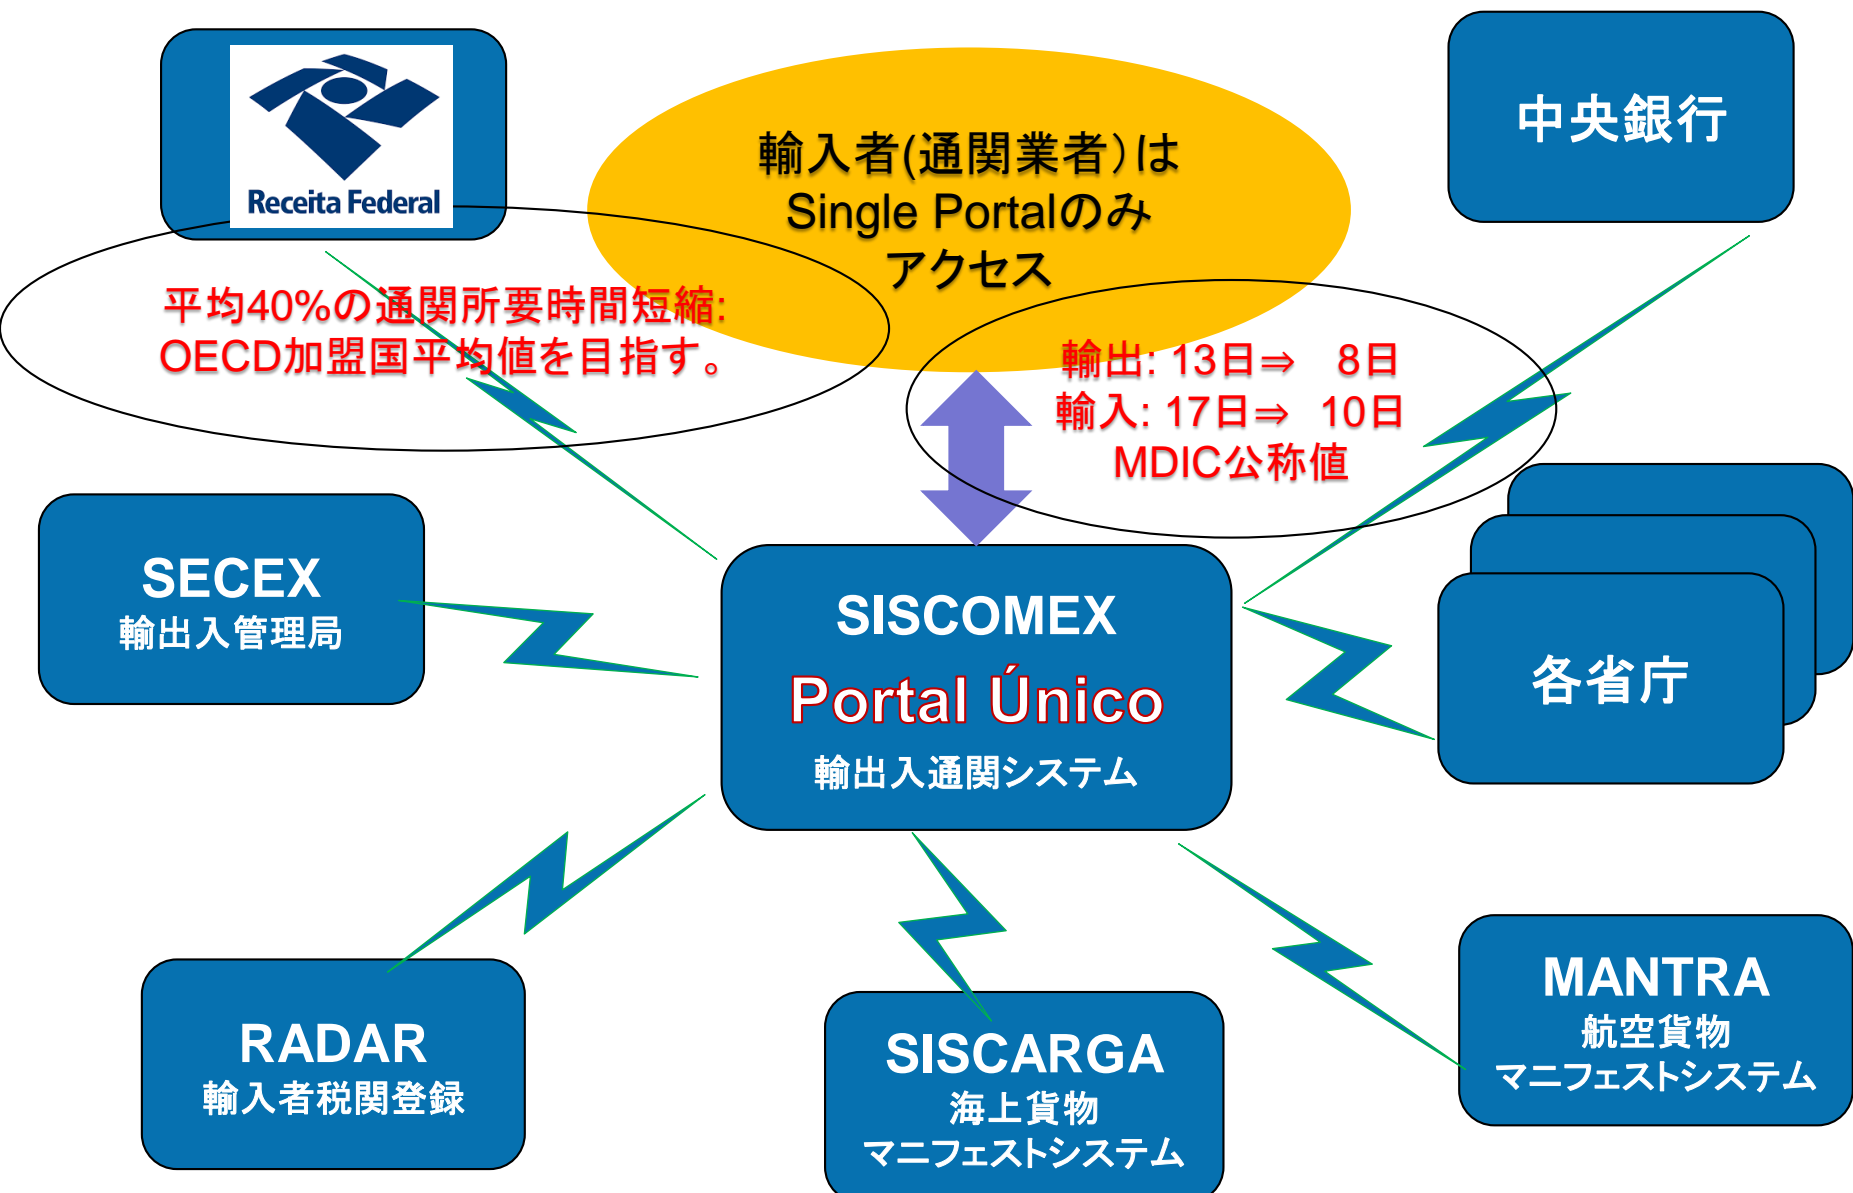 Receita Federal
輸入者(通関業者)は
Single Portalのみ
アクセス
中央銀行
平均40%の通関所要時間短縮:
OECD加盟国平均値を目指す。
輸出: 13日⇒　8日
輸入: 17日⇒　10日
MDIC公称値
SECEX
輸出入管理局
SISCOMEX
Portal Único
輸出入通関システム
各省庁
RADAR
輸入者税関登録
SISCARGA
海上貨物
マニフェストシステム
MANTRA
航空貨物
マニフェストシステム